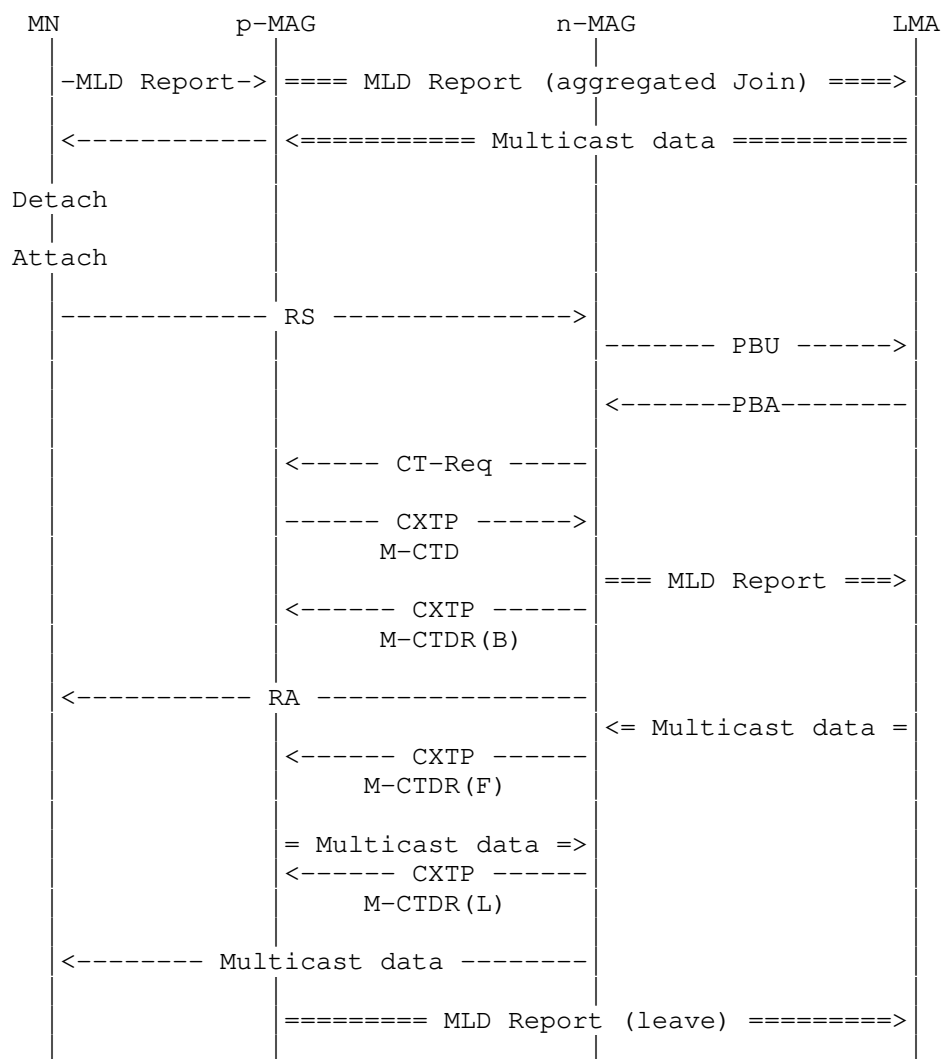 MN p-MAG n-MAG LMA
-MLD Report-> ==== MLD Report (aggregated Join) ====>
<------------- <=========== Multicast data ===========
Detach
Attach
------------- RS --------------->
------- PBU ------>
<-------PBA--------
<----- CT-Req -----
------ CXTP ------>
M-CTD
=== MLD Report ===>
<------ CXTP ------
M-CTDR(B)
<----------- RA -----------------
<= Multicast data =
<------ CXTP ------
M-CTDR(F)
= Multicast data =>
<------ CXTP ------
M-CTDR(L)
<-------- Multicast data --------
========= MLD Report (leave) =========>